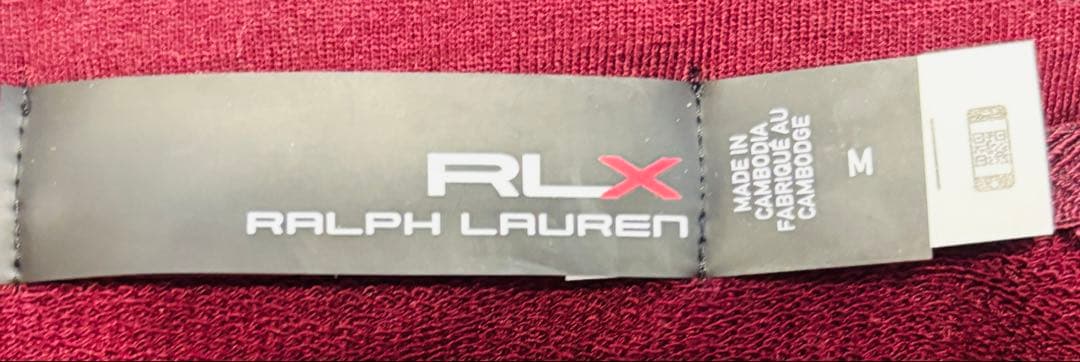 RLX
RALPH LAUREN
MADE IN
CAMBODIA
FABRIQUÉ AU
CAMBODGE
M